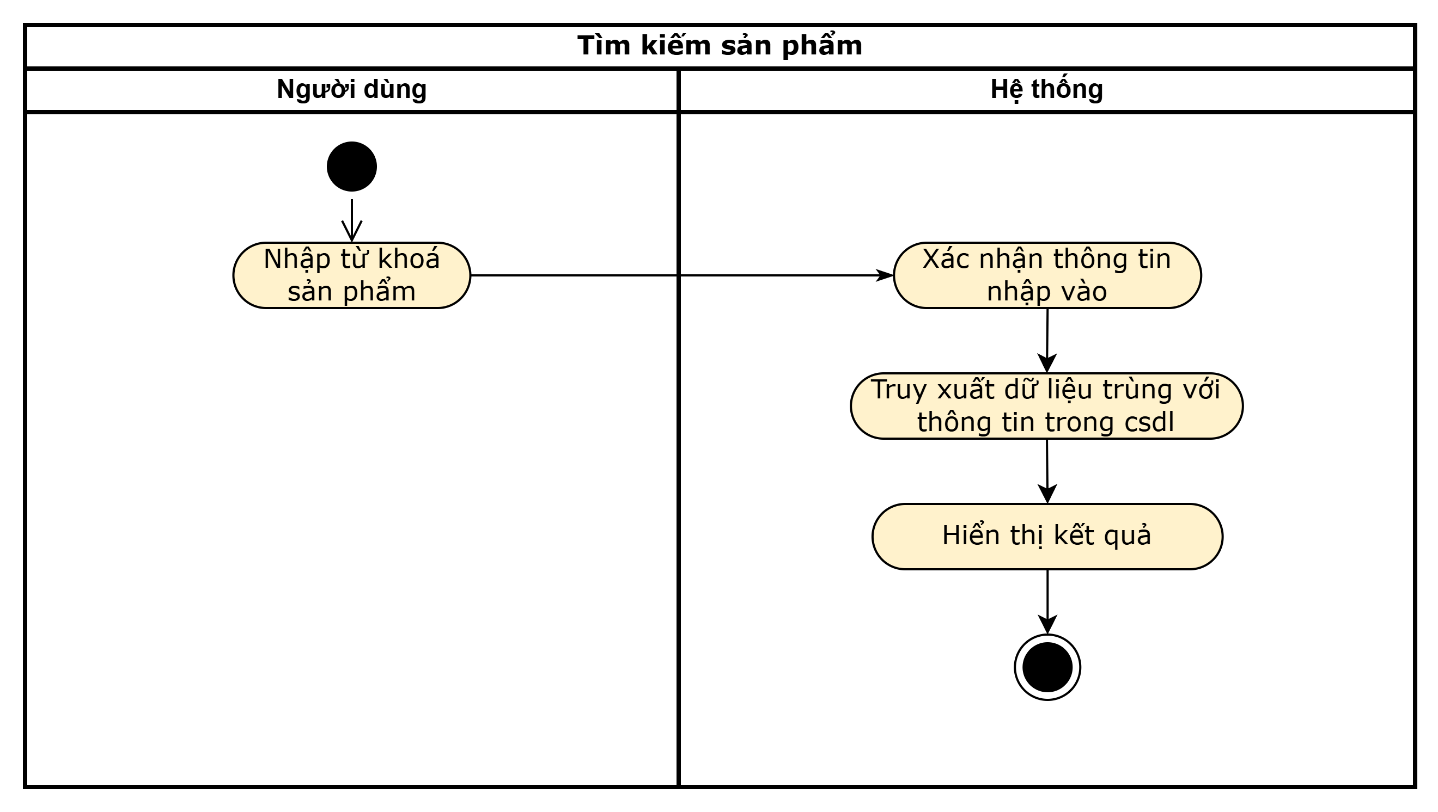 Tìm kiếm sản phẩm
Người dùng
Hệ thống
Nhập từ khoá
sản phẩm
Xác nhận thông tin
nhập vào
Truy xuất dữ liệu trùng với
thông tin trong csdl
Hiển thị kết quả